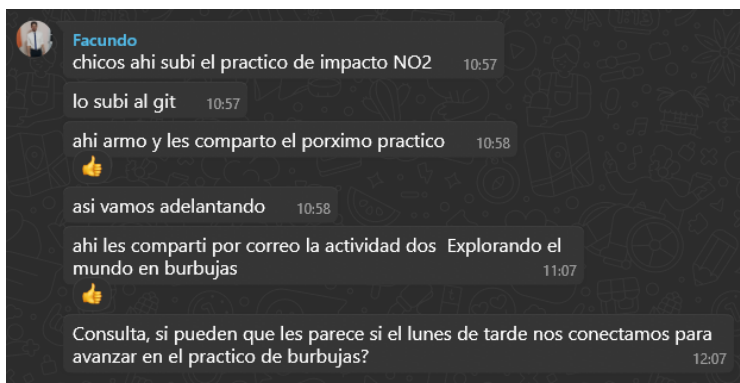 Facundo
chicos ahi subi el practico de impacto NO2 10:57
lo subi al git 10:57
ahi armo y les comparto el porximo practico 10:58
asi vamos adelantando 10:58
ahi les comparti por correo la actividad dos Explorando el
mundo en burbujas 11:07
Consulta, si pueden que les parece si el lunes de tarde nos conectamos para
avanzar en el practico de burbujas? 12:07